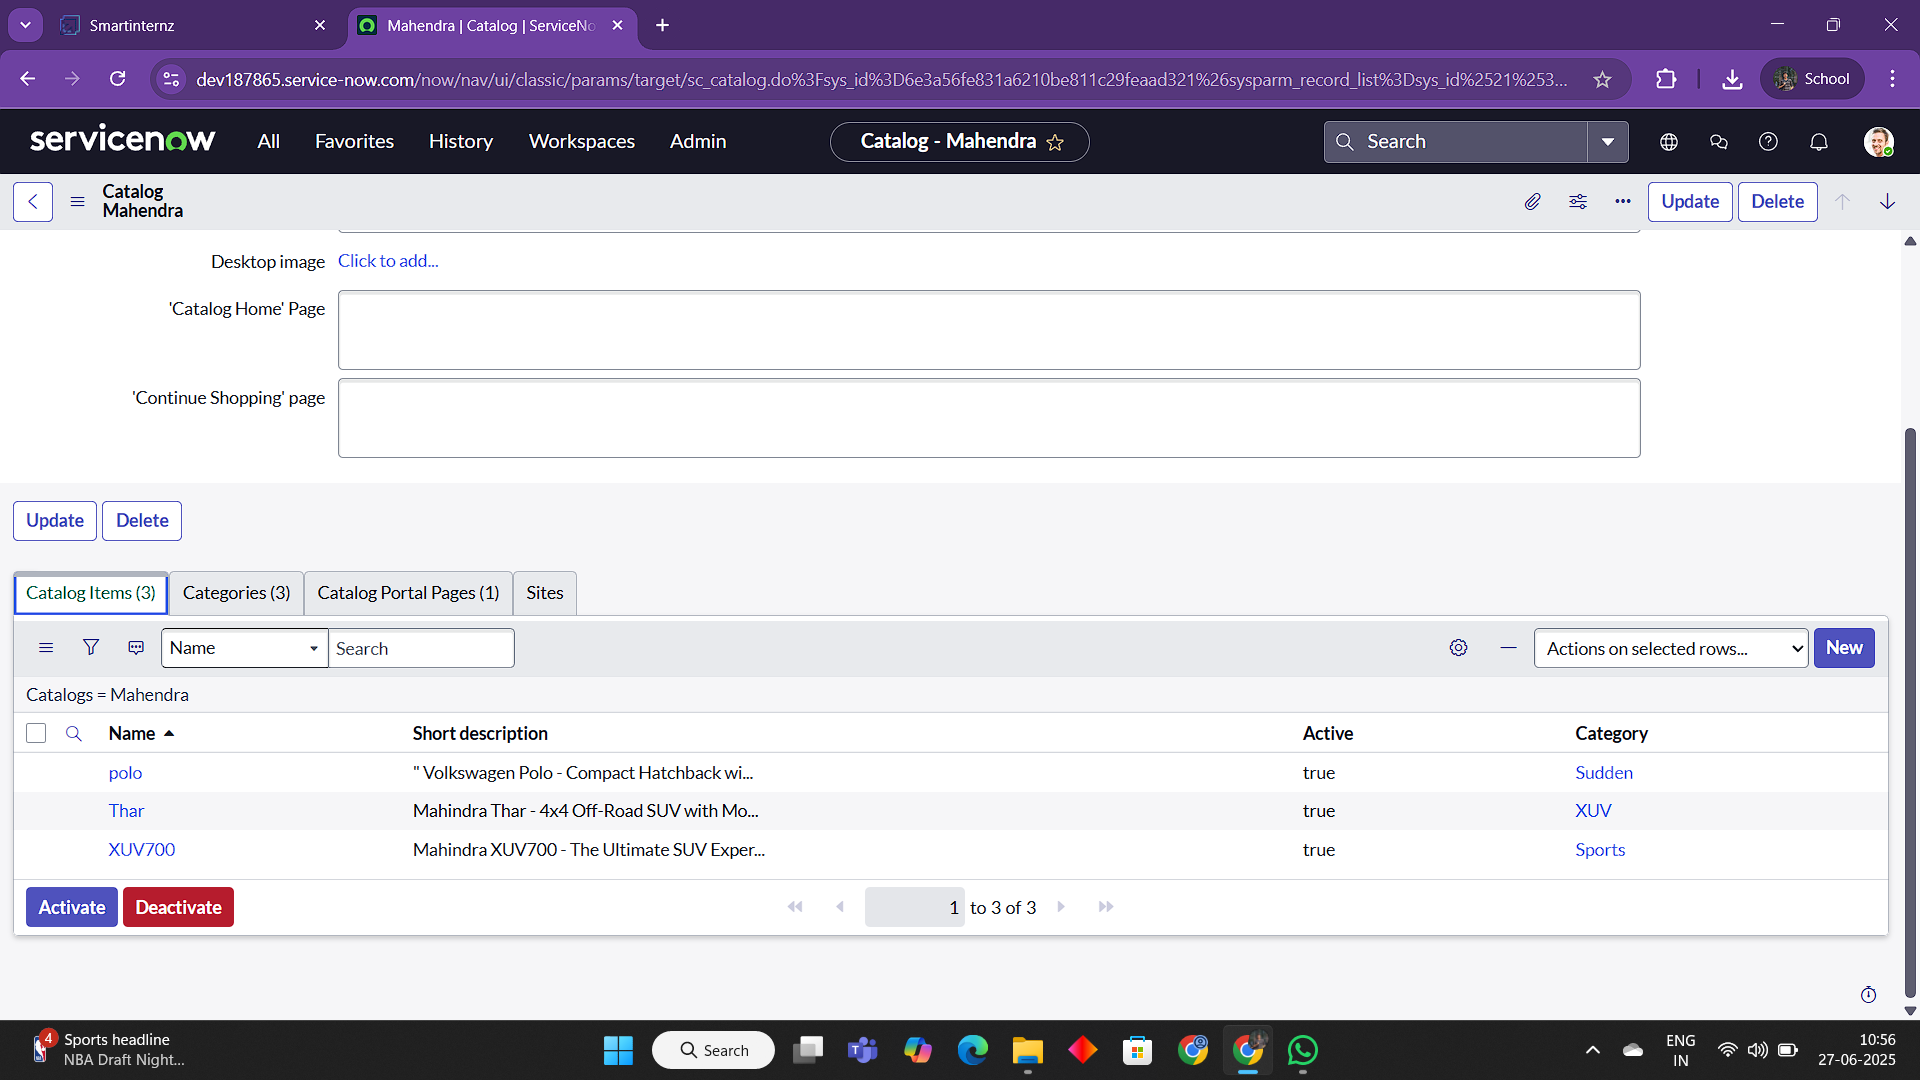 Smartinternz
Mahendra | Catalog | ServiceNo
dev187865.service-now.com/now/nav/ui/classic/params/target/sc_catalog.do%3Fsys_id%3D6e3a56fe831a6210be811c29feaad321%26sysparm_record_list%3Dsys_id%2521%253...
School
servicenow
All
Favorites
History
Workspaces
Admin
Catalog - Mahendra
Search
Catalog
Mahendra
Update
Delete
Desktop image
Click to add...
'Catalog Home' Page
'Continue Shopping' page
Update
Delete
Catalog Items (3)
Categories (3)
Catalog Portal Pages (1)
Sites
Name
Search
Actions on selected rows...
New
Catalogs = Mahendra
Name
Short description
Active
Category
polo
" Volkswagen Polo - Compact Hatchback wi...
true
Sudden
Thar
Mahindra Thar - 4x4 Off-Road SUV with Mo...
true
XUV
XUV700
Mahindra XUV700 - The Ultimate SUV Exper...
true
Sports
Activate
Deactivate
1 to 3 of 3
4
Sports headline
NBA Draft Night...
Search
ENG
IN
10:56
27-06-2025